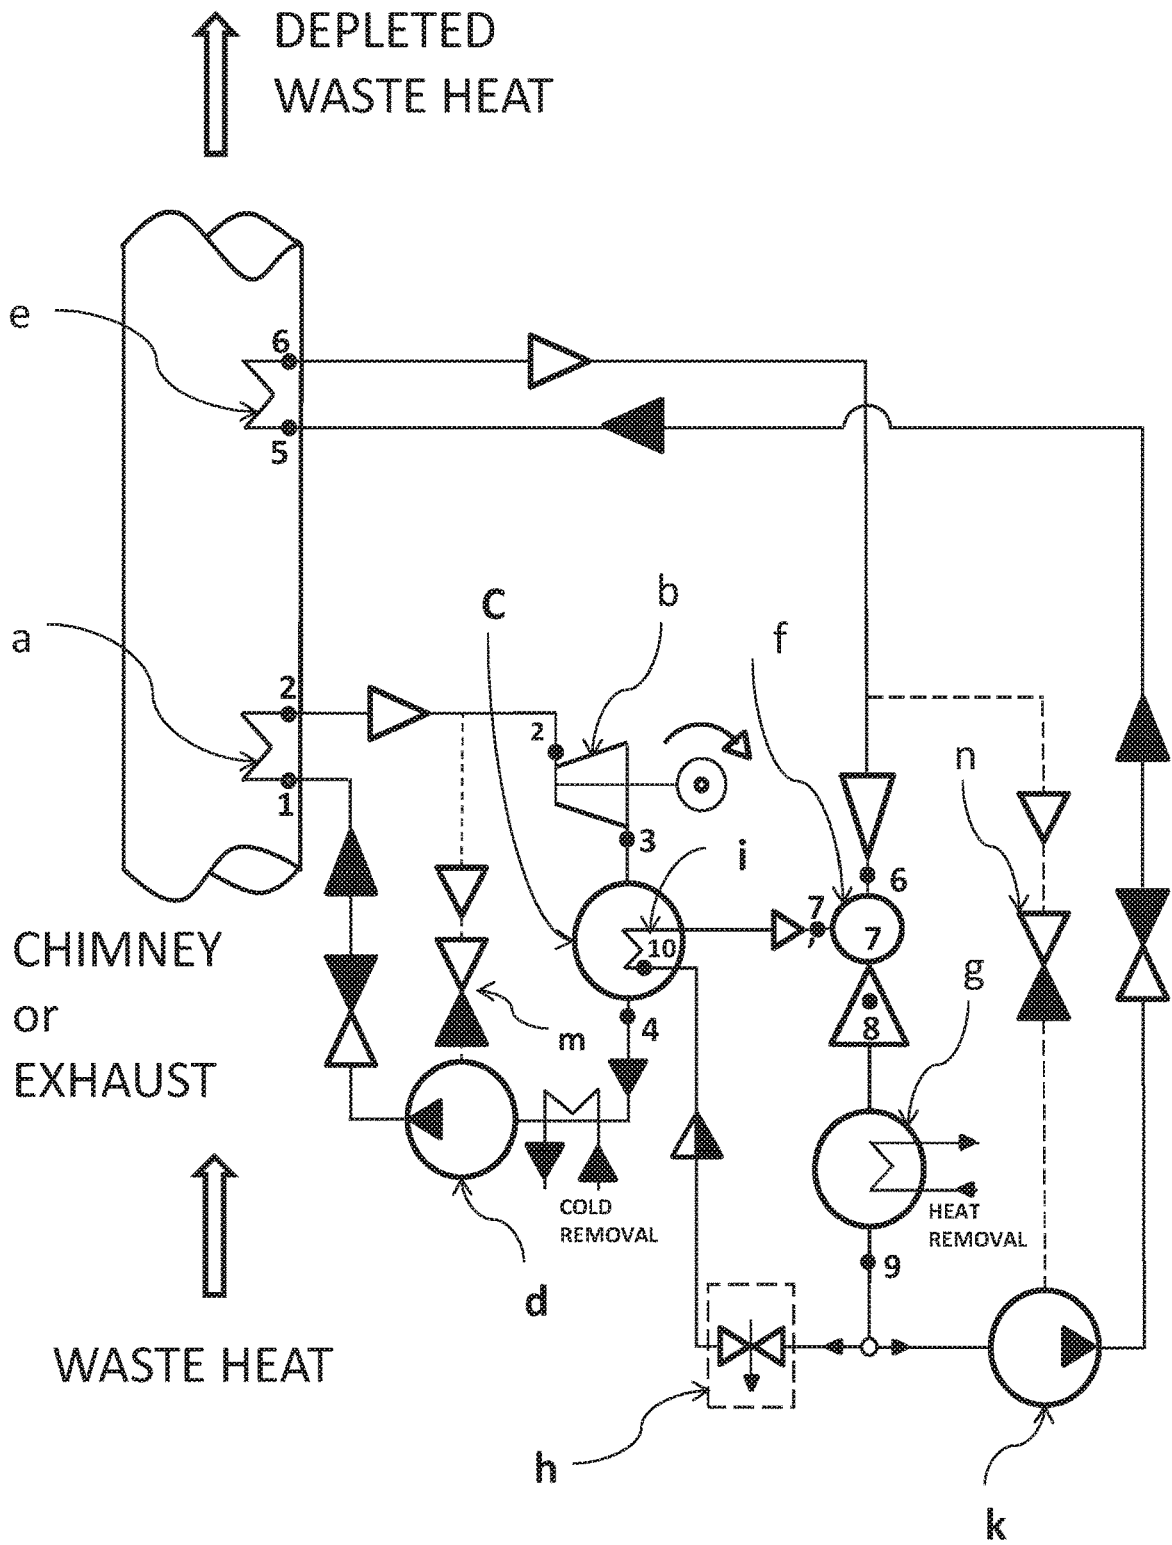 DEPLETED
WASTE HEAT
e
6
5
C
b
f
a
2
2
n
1
3
i
6
7
7
10
CHIMNEY
or
EXHAUST
g
8
4
m
COLD
REMOVAL
HEAT
REMOVAL
9
d
WASTE HEAT
h
k